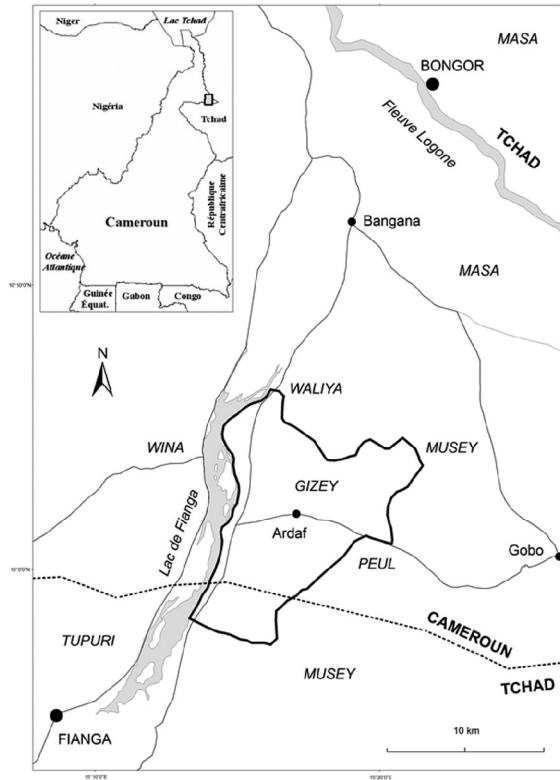 Niger
Lac Tchad
Nigéria
Tchad
République
Centrafricaine
Cameroun
Océane
Atlantique
Guinée
Équat.
Gabon
Congo
MASA
BONGOR
Fleuve Logone
TCHAD
Bangana
MASA
N
WALIYA
WINA
MUSEY
GIZEY
Lac de Fianga
Ardaf
PEUL
Gobo
CAMEROUN
TUPURI
TCHAD
MUSEY
FIANGA
10 km